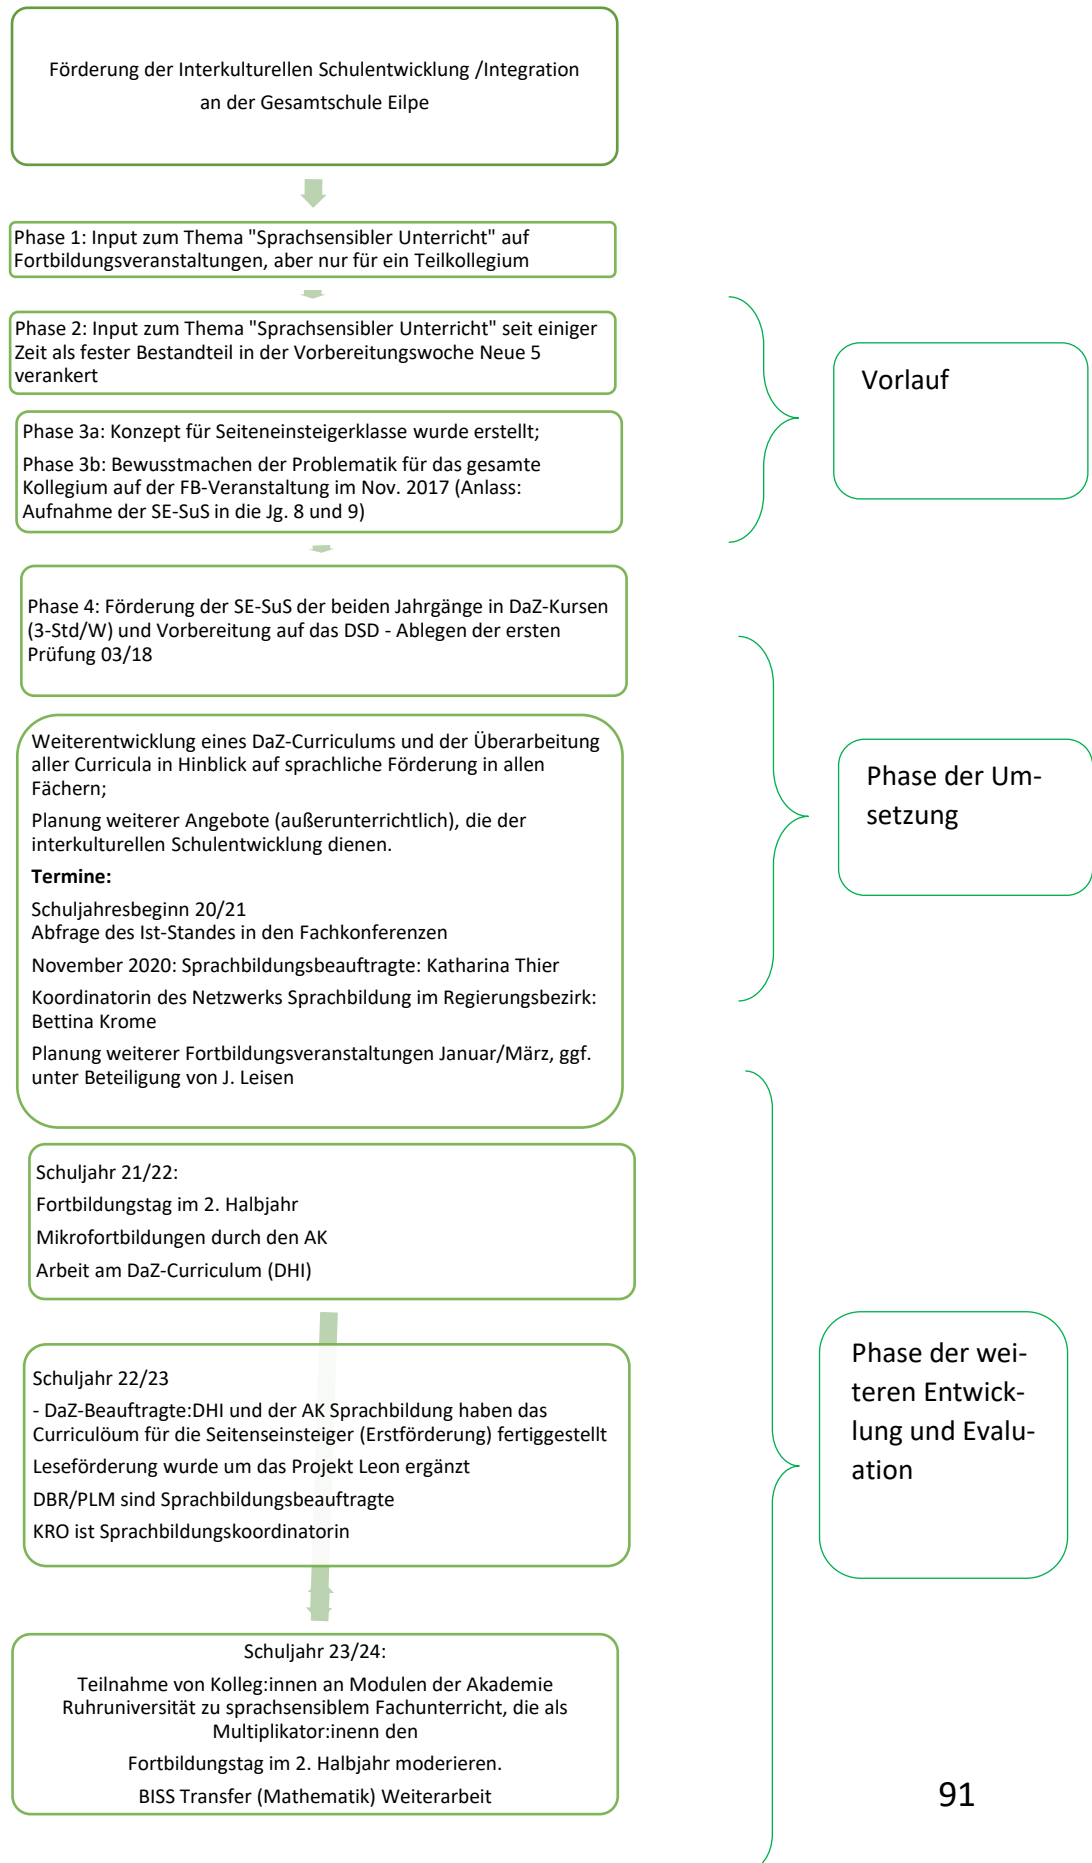 Förderung der Interkulturellen Schulentwicklung /Integration
an der Gesamtschule Eilpe
Phase 1: Input zum Thema "Sprachsensibler Unterricht" auf
Fortbildungsveranstaltungen, aber nur für ein Teilkollegium
Phase 2: Input zum Thema "Sprachsensibler Unterricht" seit einiger
Zeit als fester Bestandteil in der Vorbereitungswoche Neue 5
verankert
Phase 3a: Konzept für Seiteneinsteigerklasse wurde erstellt;
Phase 3b: Bewusstmachen der Problematik für das gesamte
Kollegium auf der FB-Veranstaltung im Nov. 2017 (Anlass:
Aufnahme der SE-SuS in die Jg. 8 und 9)
Vorlauf
Phase 4: Förderung der SE-SuS der beiden Jahrgänge in DaZ-Kursen
(3-Std/W) und Vorbereitung auf das DSD - Ablegen der ersten
Prüfung 03/18
Weiterentwicklung eines DaZ-Curriculums und der Überarbeitung
aller Curricula in Hinblick auf sprachliche Förderung in allen
Fächern;
Planung weiterer Angebote (außerunterrichtlich), die der
interkulturellen Schulentwicklung dienen.
Termine:
Schuljahresbeginn 20/21
Abfrage des Ist-Standes in den Fachkonferenzen
November 2020: Sprachbildungsbeauftragte: Katharina Thier
Koordinatorin des Netzwerks Sprachbildung im Regierungsbezirk:
Bettina Krome
Planung weiterer Fortbildungsveranstaltungen Januar/März, ggf.
unter Beteiligung von J. Leisen
Phase der Um-
setzung
Schuljahr 21/22:
Fortbildungstag im 2. Halbjahr
Mikrofortbildungen durch den AK
Arbeit am DaZ-Curriculum (DHI)
Schuljahr 22/23
- DaZ-Beauftragte:DHI und der AK Sprachbildung haben das
Curriculöum für die Seitenseinsteiger (Erstförderung) fertiggestellt
Leseförderung wurde um das Projekt Leon ergänzt
DBR/PLM sind Sprachbildungsbeauftragte
KRO ist Sprachbildungskoordinatorin
Phase der wei-
teren Entwick-
lung und Evalu-
ation
Schuljahr 23/24:
Teilnahme von Kolleg:innen an Modulen der Akademie
Ruhruniversität zu sprachsensiblem Fachunterricht, die als
Multiplikator:inenn den
Fortbildungstag im 2. Halbjahr moderieren.
BISS Transfer (Mathematik) Weiterarbeit
91